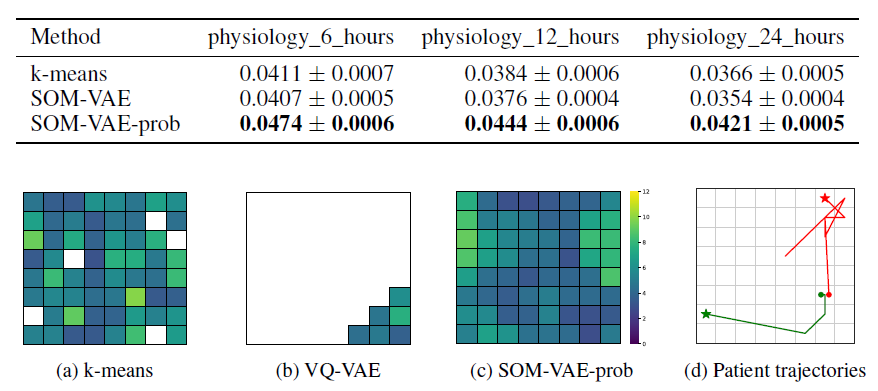 Method physiology_6_hours physiology_12_hours physiology_24_hours
k-means 0.0411 ± 0.0007 0.0384 ± 0.0006 0.0366 ± 0.0005
SOM-VAE 0.0407 ± 0.0005 0.0376 ± 0.0004 0.0354 ± 0.0004
SOM-VAE-prob 0.0474 ± 0.0006 0.0444 ± 0.0006 0.0421 ± 0.0005
12
10
8
6
4
2
0
(a) k-means (b) VQ-VAE (c) SOM-VAE-prob (d) Patient trajectories